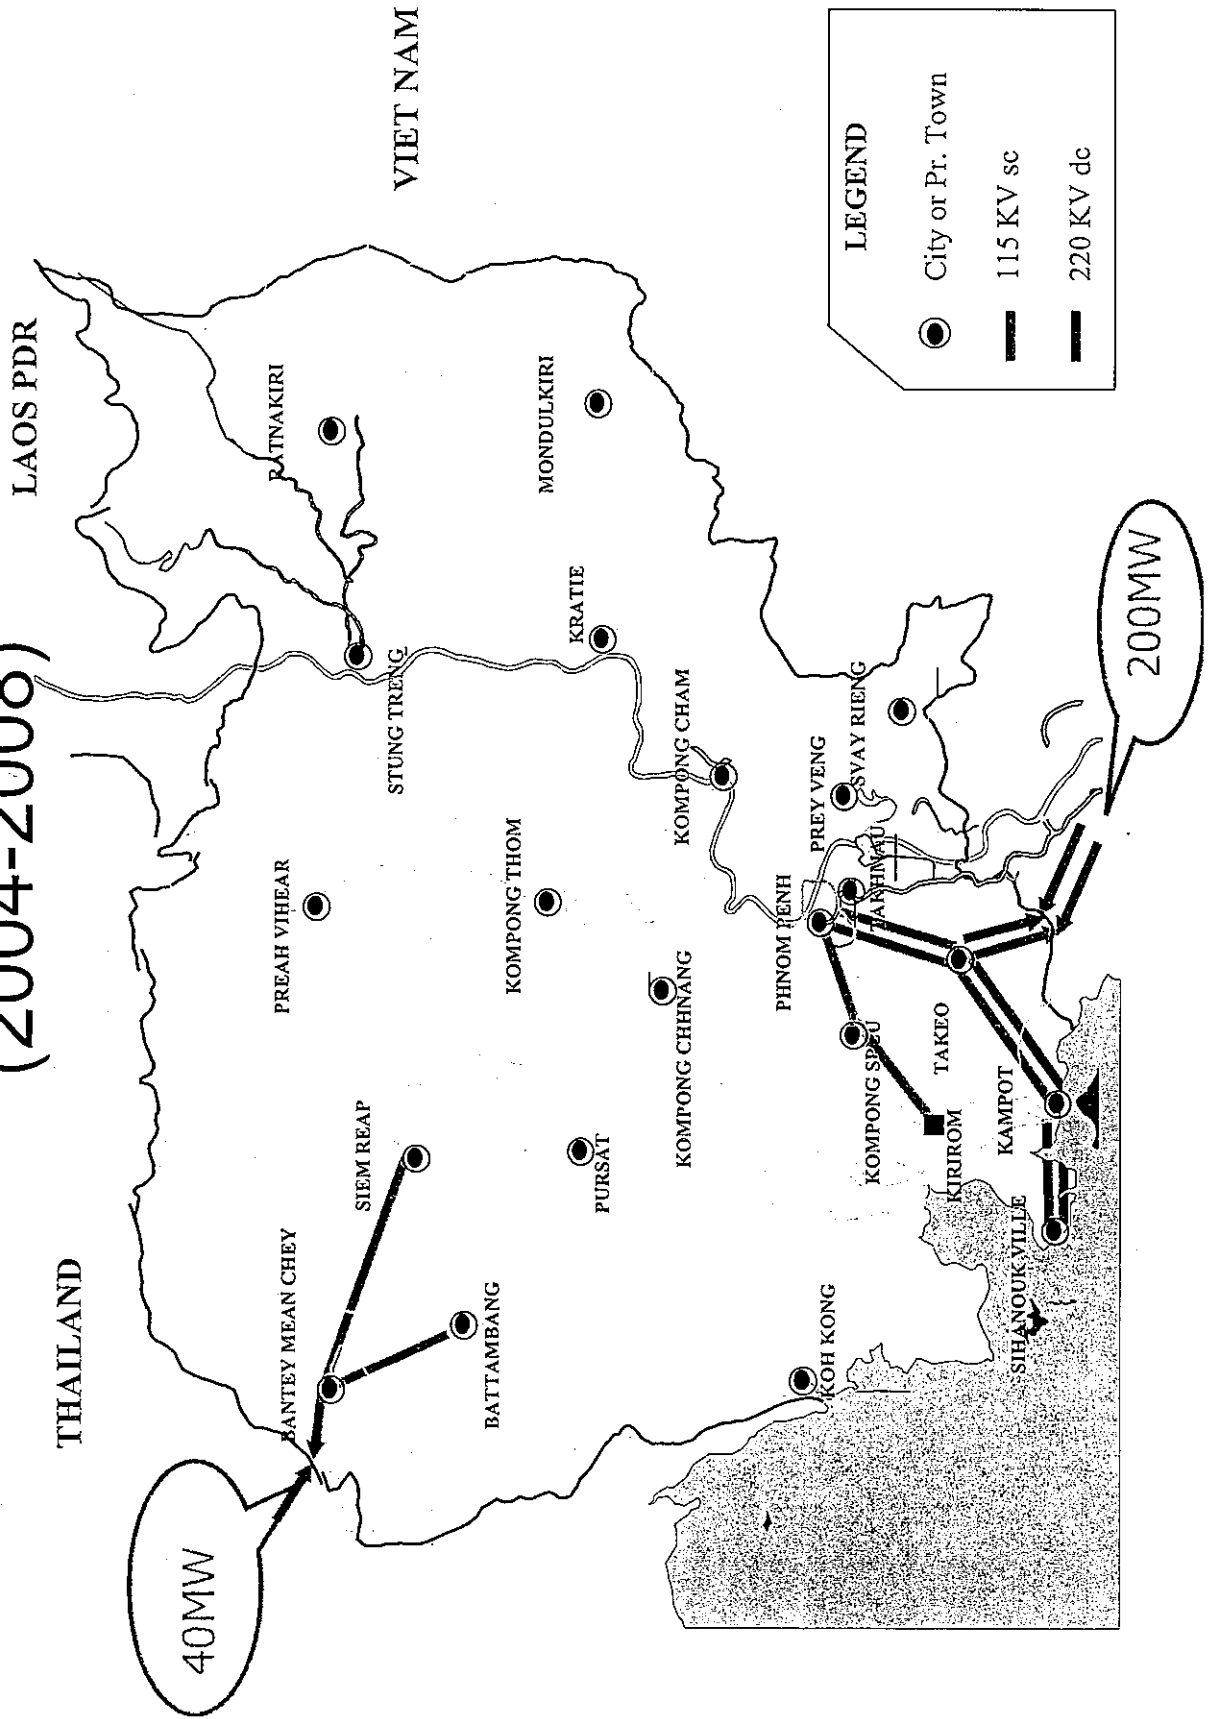 (2004-2008)
LAOS PDR
THAILAND
VIET NAM
40MW
RATNAKIRI
STUNG TRENG
PREAH VIHEAR
BANTEY MEAN CHEY
SIEM REAP
MONDULKIRI
KRATIE
KOMPONG THOM
BATTAMBANG
PURSAT
KOMPONG CHAM
KOMPONG CHHNANG
PREY VENG
SVAY RIENG
PHNOM PENH
TAKHMAU
KOH KONG
KOMPONG SPEU
TAKEO
KIRIROM
KAMPOT
SIHANOUK VILLE
200MW
LEGEND
City or Pr. Town
115 KV sc
220 KV dc